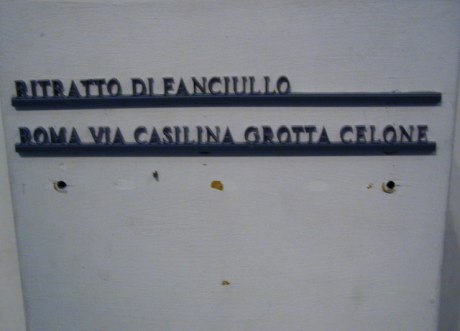 RITRATTO DI FANCIULLO
ROMA VIA CASILINA GROTTA CELONE